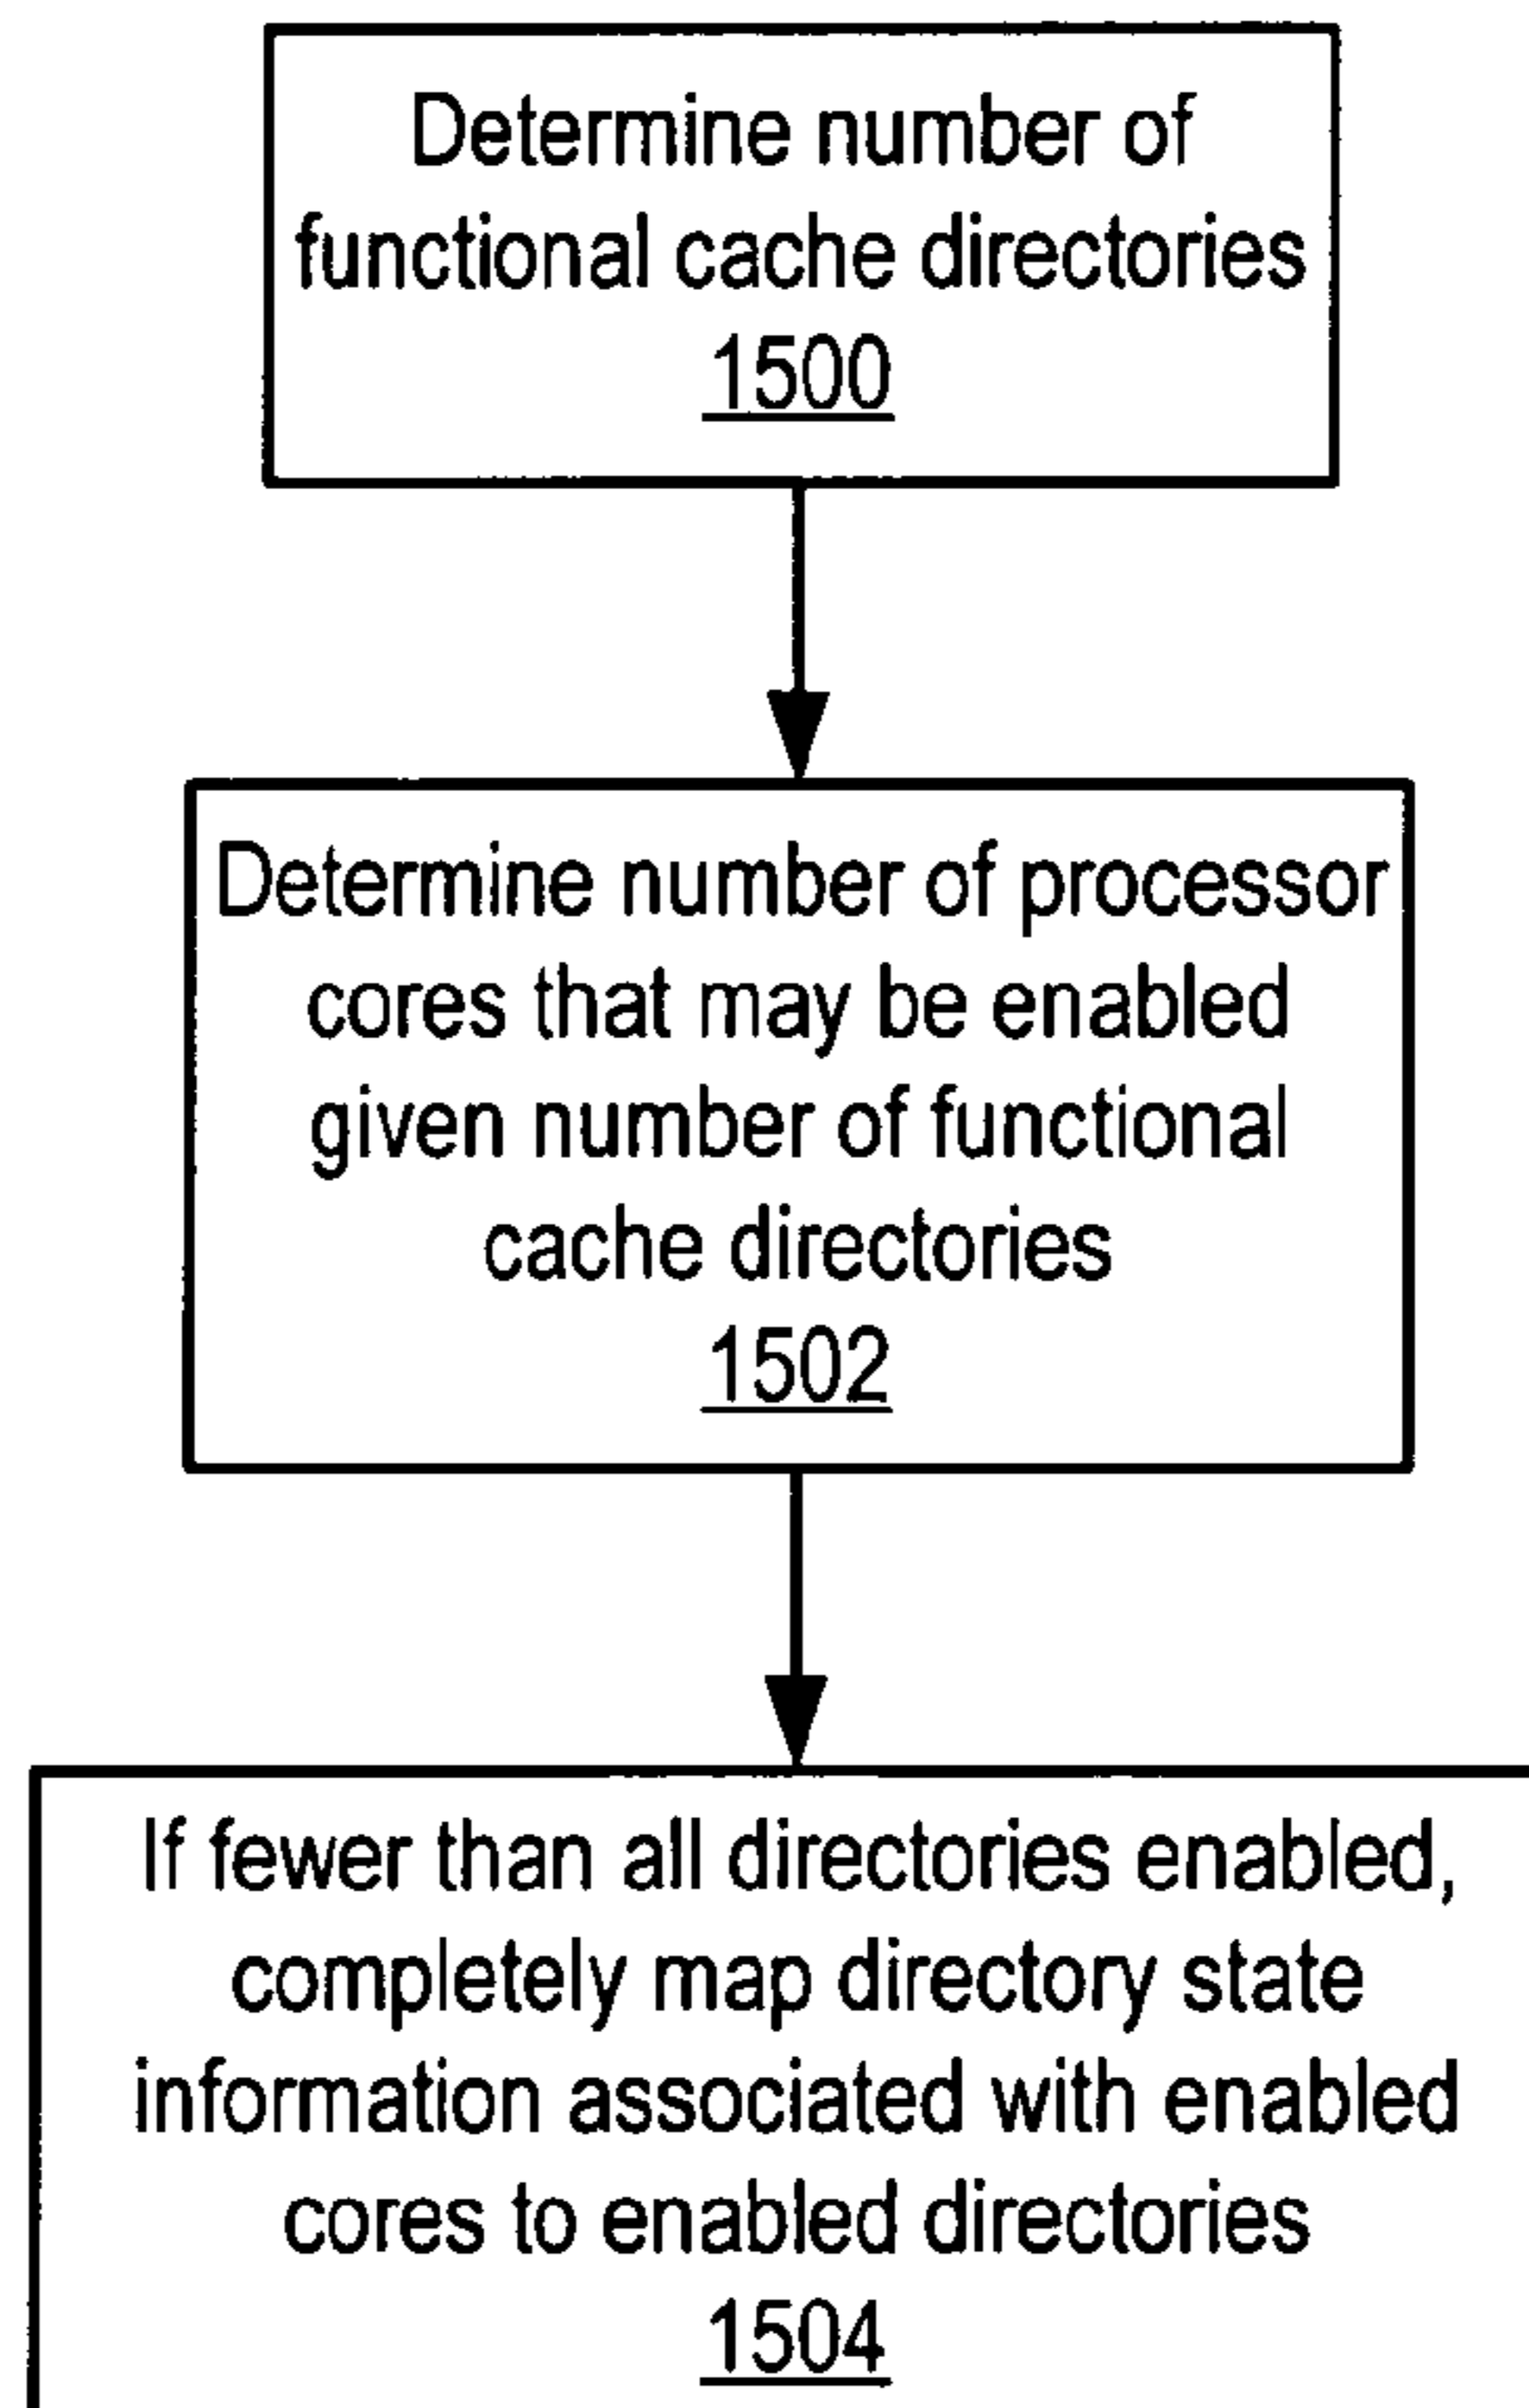 Determine number of
functional cache directories
1500
Determine number of processor
cores that may be enabled
given number of functional
cache directories
1502
If fewer than all directories enabled,
completely map directory state
information associated with enabled
cores to enabled directories
1504